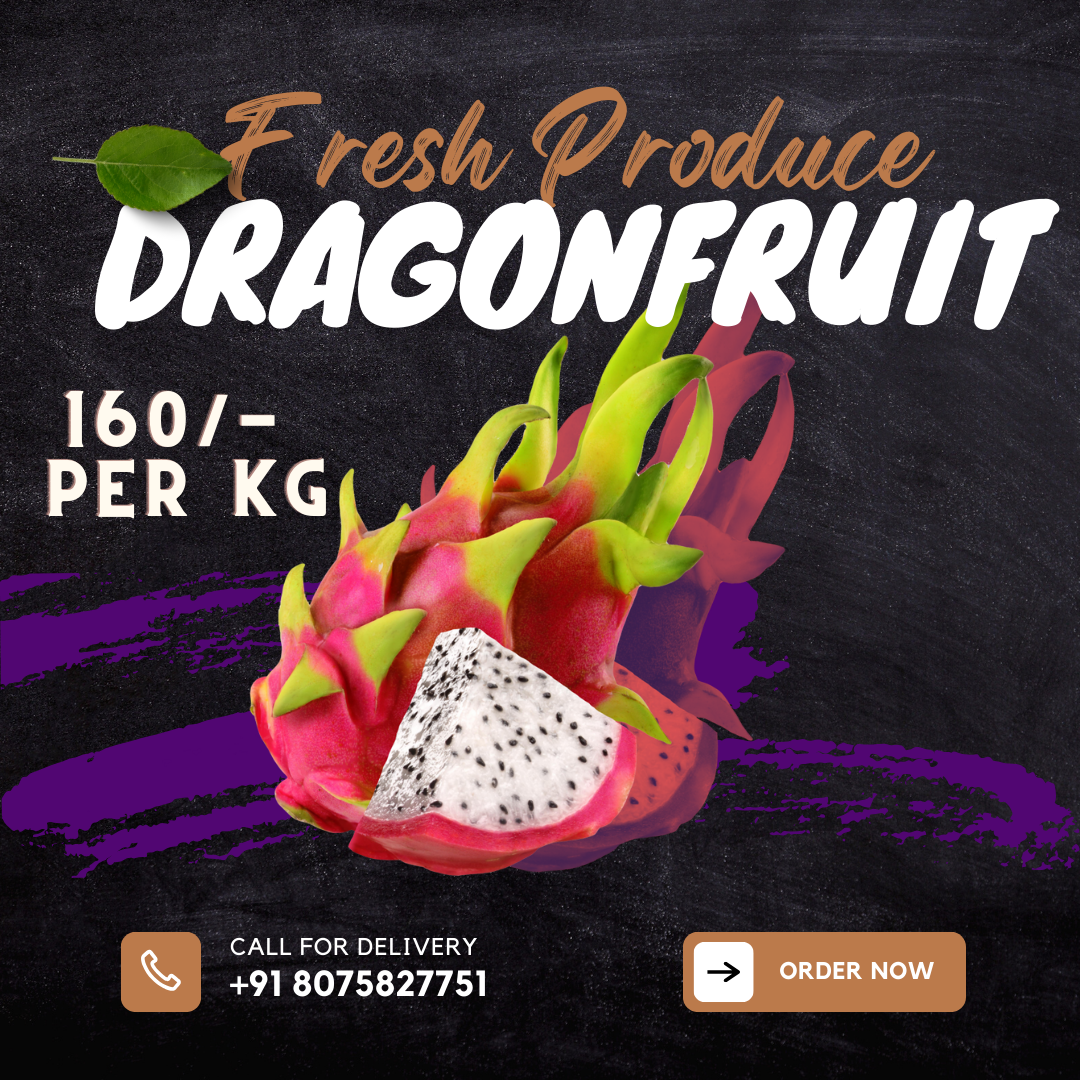 Fresh Produce
DRAGONFRUIT
160/-
PER KG
CALL FOR DELIVERY
+91 8075827751
ORDER NOW